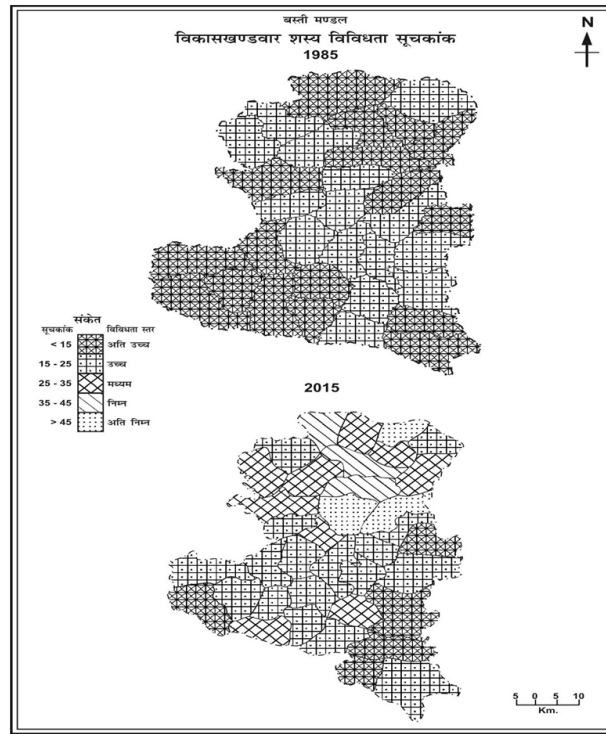 बस्ती मण्डल
विकासखण्डवार शस्य विविधता सूचकांक
1985
N
संकेत
सूचकांक विविधता स्तर
< 15 अति उच्च
15 - 25 उच्च
25 - 35 मध्यम
35 - 45 निम्न
> 45 अति निम्न
2015
5 0 5 10
Km.